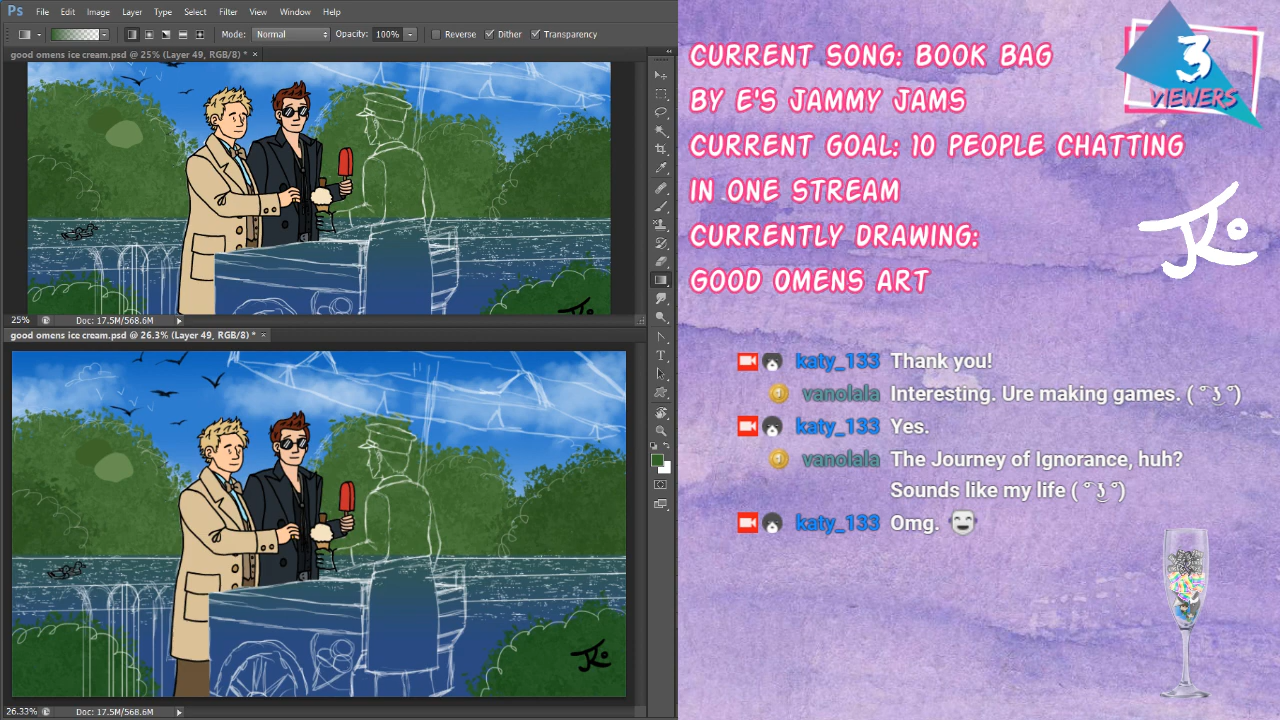 Ps File Edit Image Layer Type Select Filter View Window Help
Mode: Normal Opacity: 100% Reverse Dither Transparency
good omens ice cream.psd @ 25% (Layer 49, RGB/8) * ×
25% Doc: 17.5M/568.6M
good omens ice cream.psd @ 26.3% (Layer 49, RGB/8) * ×
26.33% Doc: 17.5M/568.6M
CURRENT SONG: BOOK BAG
BY E'S JAMMY JAMS
CURRENT GOAL: 10 PEOPLE CHATTING
IN ONE STREAM
CURRENTLY DRAWING:
GOOD OMENS ART
3
VIEWERS
JKo
katy_133 Thank you!
vanolala Interesting. Ure making games. ( ͡° ͜ʖ ͡°)
katy_133 Yes.
vanolala The Journey of Ignorance, huh?
Sounds like my life ( ͡° ͜ʖ ͡°)
katy_133 Omg.